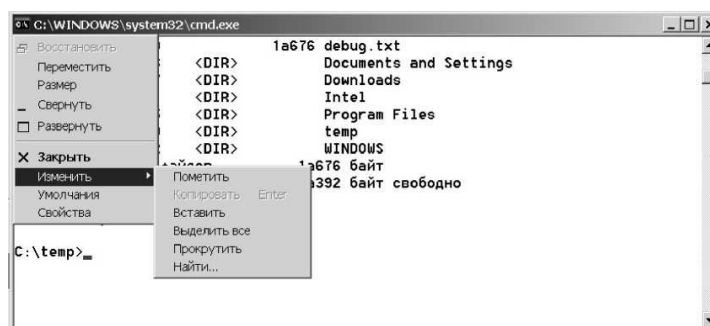 C:\WINDOWS\system32\cmd.exe
Восстановить
Переместить
Размер
Свернуть
Развернуть
Закрыть
Изменить
Умолчания
Свойства
1a676 debug.txt
<DIR> Documents and Settings
<DIR> Downloads
<DIR> Intel
<DIR> Program Files
<DIR> temp
<DIR> WINDOWS
1a676 байт
a392 байт свободно
Пометить
Копировать Enter
Вставить
Выделить все
Прокрутить
Найти...
C:\temp>_